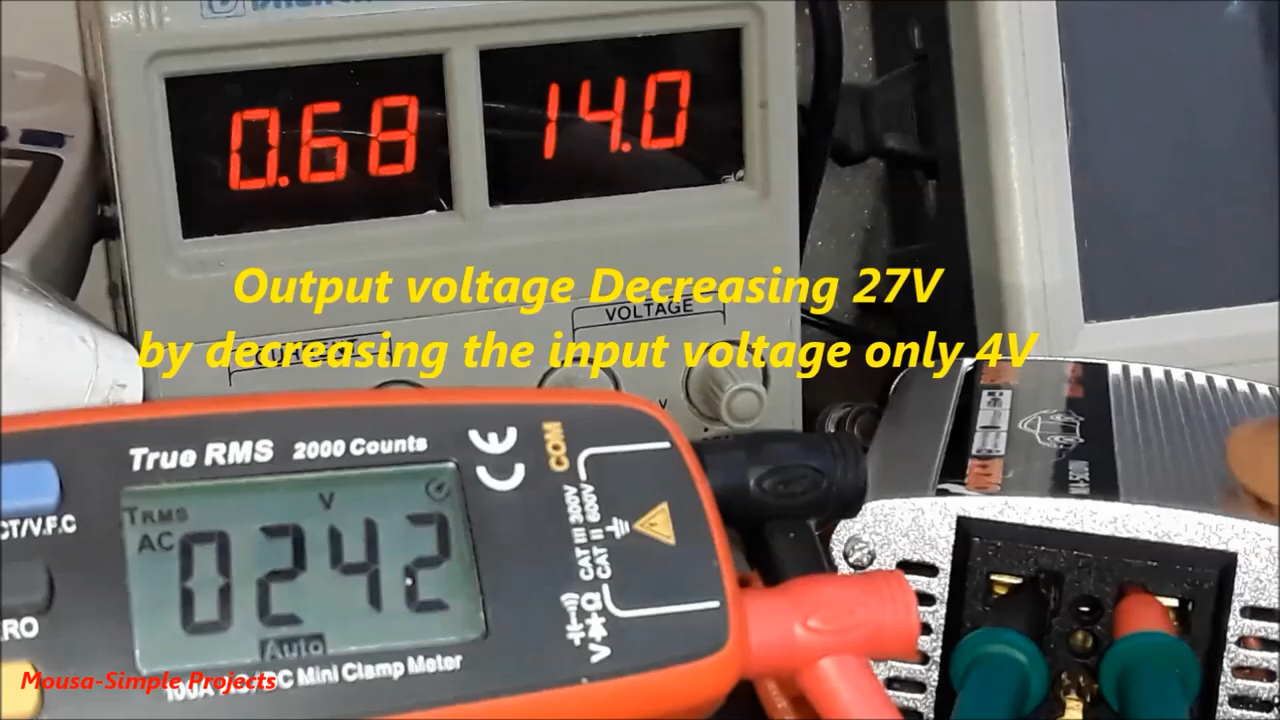 0.68 14.0
Output voltage Decreasing 27V
VOLTAGE
by decreasing the input voltage only 4V
V
True RMS 2000 Counts
COM
CE
CAT III 300V
CAT II 600V
CT/V.F.C
TRMS
V
AC
0242
Auto
Mini Clamp Meter
Mousa-Simple Projects